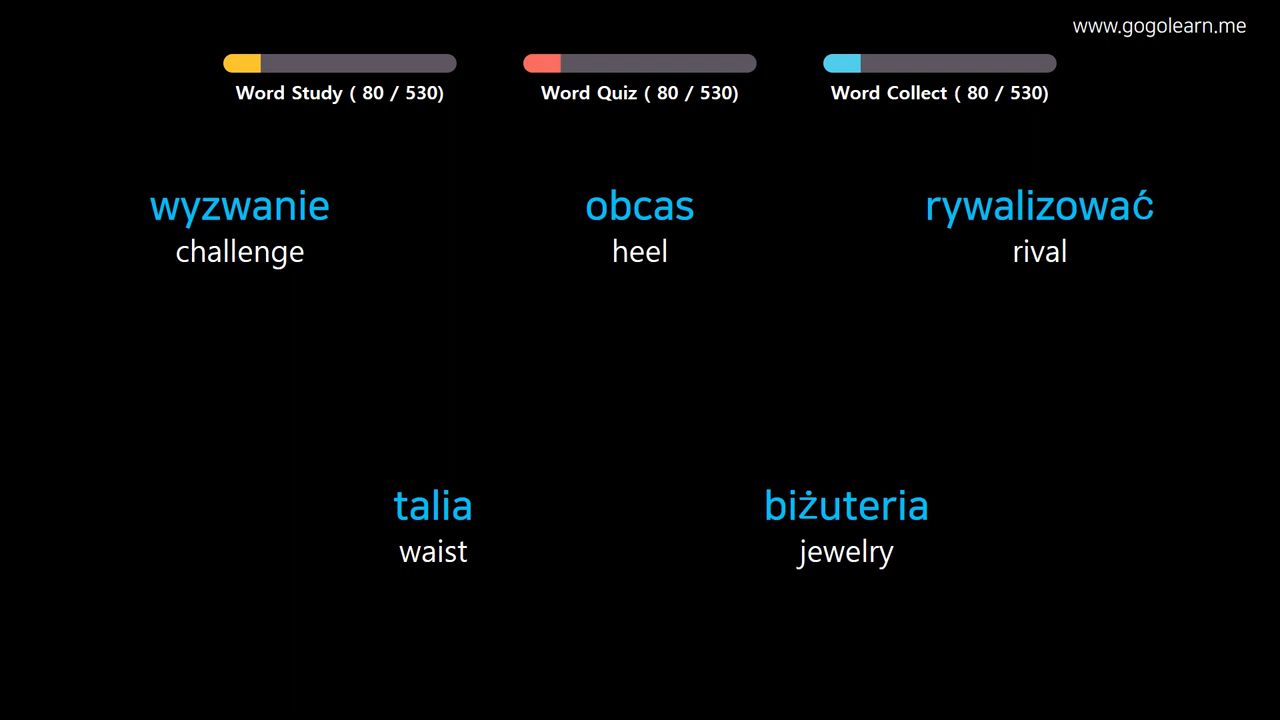 www.gogolearn.me
Word Study ( 80 / 530)
Word Quiz ( 80 / 530)
Word Collect ( 80 / 530)
wyzwanie
challenge
obcas
heel
rywalizować
rival
talia
waist
biżuteria
jewelry